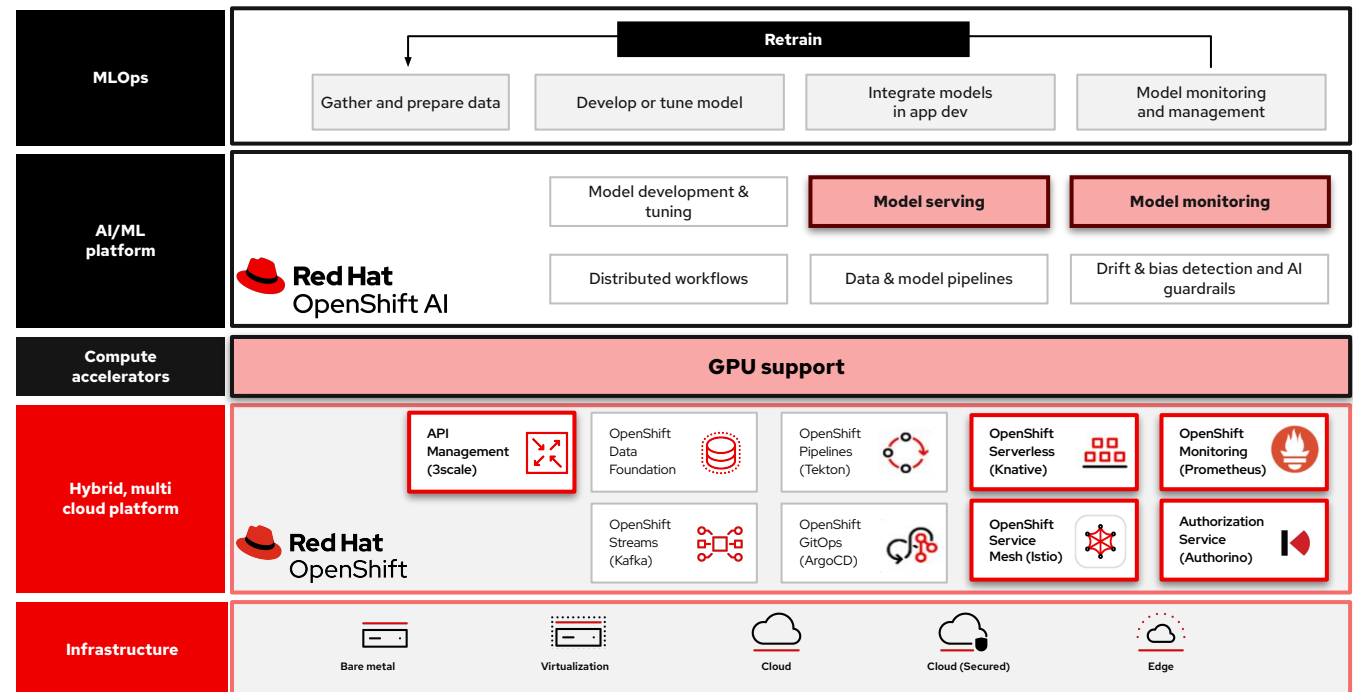 MLOps
Retrain
Gather and prepare data
Develop or tune model
Integrate models
in app dev
Model monitoring
and management
AI/ML
platform
Model development &
tuning
Model serving
Model monitoring
Distributed workflows
Data & model pipelines
Drift & bias detection and AI
guardrails
Red Hat
OpenShift AI
Compute
accelerators
GPU support
Hybrid, multi
cloud platform
API
Management
(3scale)
OpenShift
Data
Foundation
OpenShift
Pipelines
(Tekton)
OpenShift
Serverless
(Knative)
OpenShift
Monitoring
(Prometheus)
OpenShift
Streams
(Kafka)
OpenShift
GitOps
(ArgoCD)
OpenShift
Service
Mesh (Istio)
Authorization
Service
(Authorino)
Red Hat
OpenShift
Infrastructure
Bare metal
Virtualization
Cloud
Cloud (Secured)
Edge